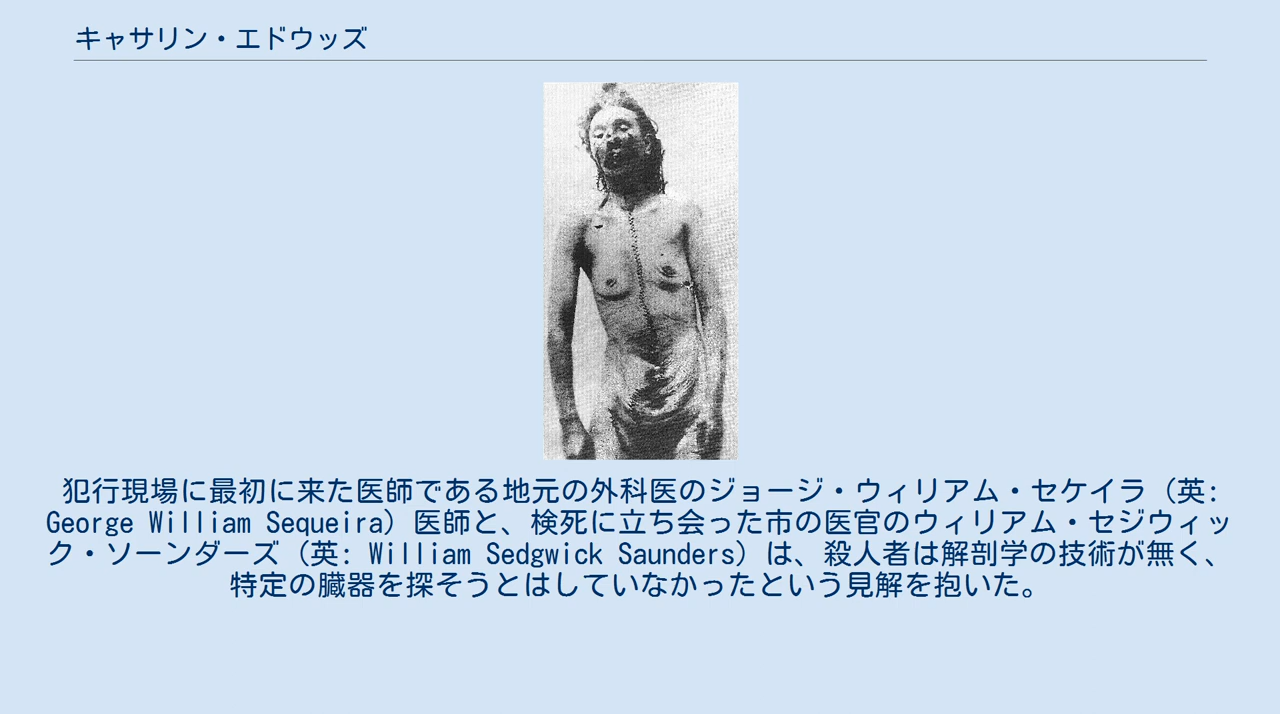 キャサリン・エドウッズ
犯行現場に最初に来た医師である地元の外科医のジョージ・ウィリアム・セケイラ（英:
George William Sequeira）医師と、検死に立ち会った市の医官のウィリアム・セジウィッ
ク・ソーンダーズ（英: William Sedgwick Saunders）は、殺人者は解剖学の技術が無く、
特定の臓器を探そうとはしていなかったという見解を抱いた。